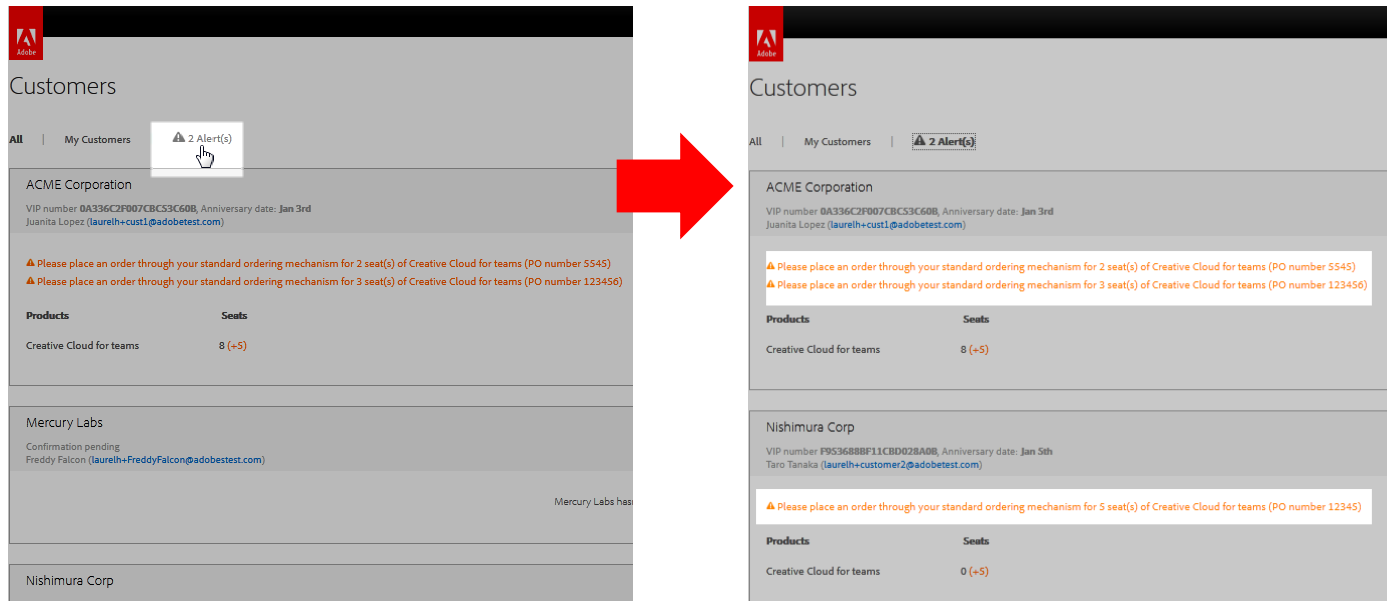 Adobe
Customers
All | My Customers 2 Alert(s)
ACME Corporation
VIP number 0A336C2F007CBC53C60B, Anniversary date: Jan 3rd
Juanita Lopez (laurelh+cust1@adobetest.com)
Please place an order through your standard ordering mechanism for 2 seat(s) of Creative Cloud for teams (PO number 5545)
Please place an order through your standard ordering mechanism for 3 seat(s) of Creative Cloud for teams (PO number 123456)
Products Seats
Creative Cloud for teams 8 (+5)
Mercury Labs
Confirmation pending
Freddy Falcon (laurelh+FreddyFalcon@adobestest.com)
Mercury Labs has
Nishimura Corp
Adobe
Customers
All | My Customers | 2 Alert(s)
ACME Corporation
VIP number 0A336C2F007CBC53C60B, Anniversary date: Jan 3rd
Juanita Lopez (laurelh+cust1@adobetest.com)
Please place an order through your standard ordering mechanism for 2 seat(s) of Creative Cloud for teams (PO number 5545)
Please place an order through your standard ordering mechanism for 3 seat(s) of Creative Cloud for teams (PO number 123456)
Products Seats
Creative Cloud for teams 8 (+5)
Nishimura Corp
VIP number F953688BF11CBD028A0B, Anniversary date: Jan 5th
Taro Tanaka (laurelh+customer2@adobetest.com)
Please place an order through your standard ordering mechanism for 5 seat(s) of Creative Cloud for teams (PO number 12345)
Products Seats
Creative Cloud for teams 0 (+5)